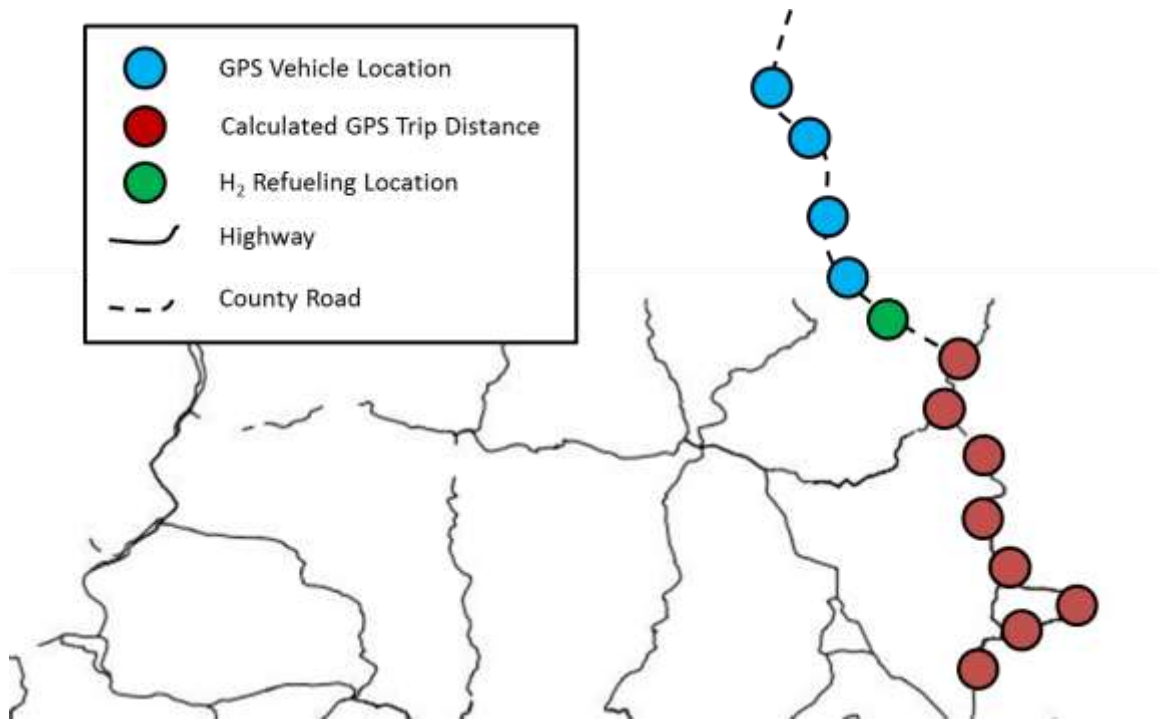 GPS Vehicle Location
Calculated GPS Trip Distance
H₂ Refueling Location
Highway
County Road